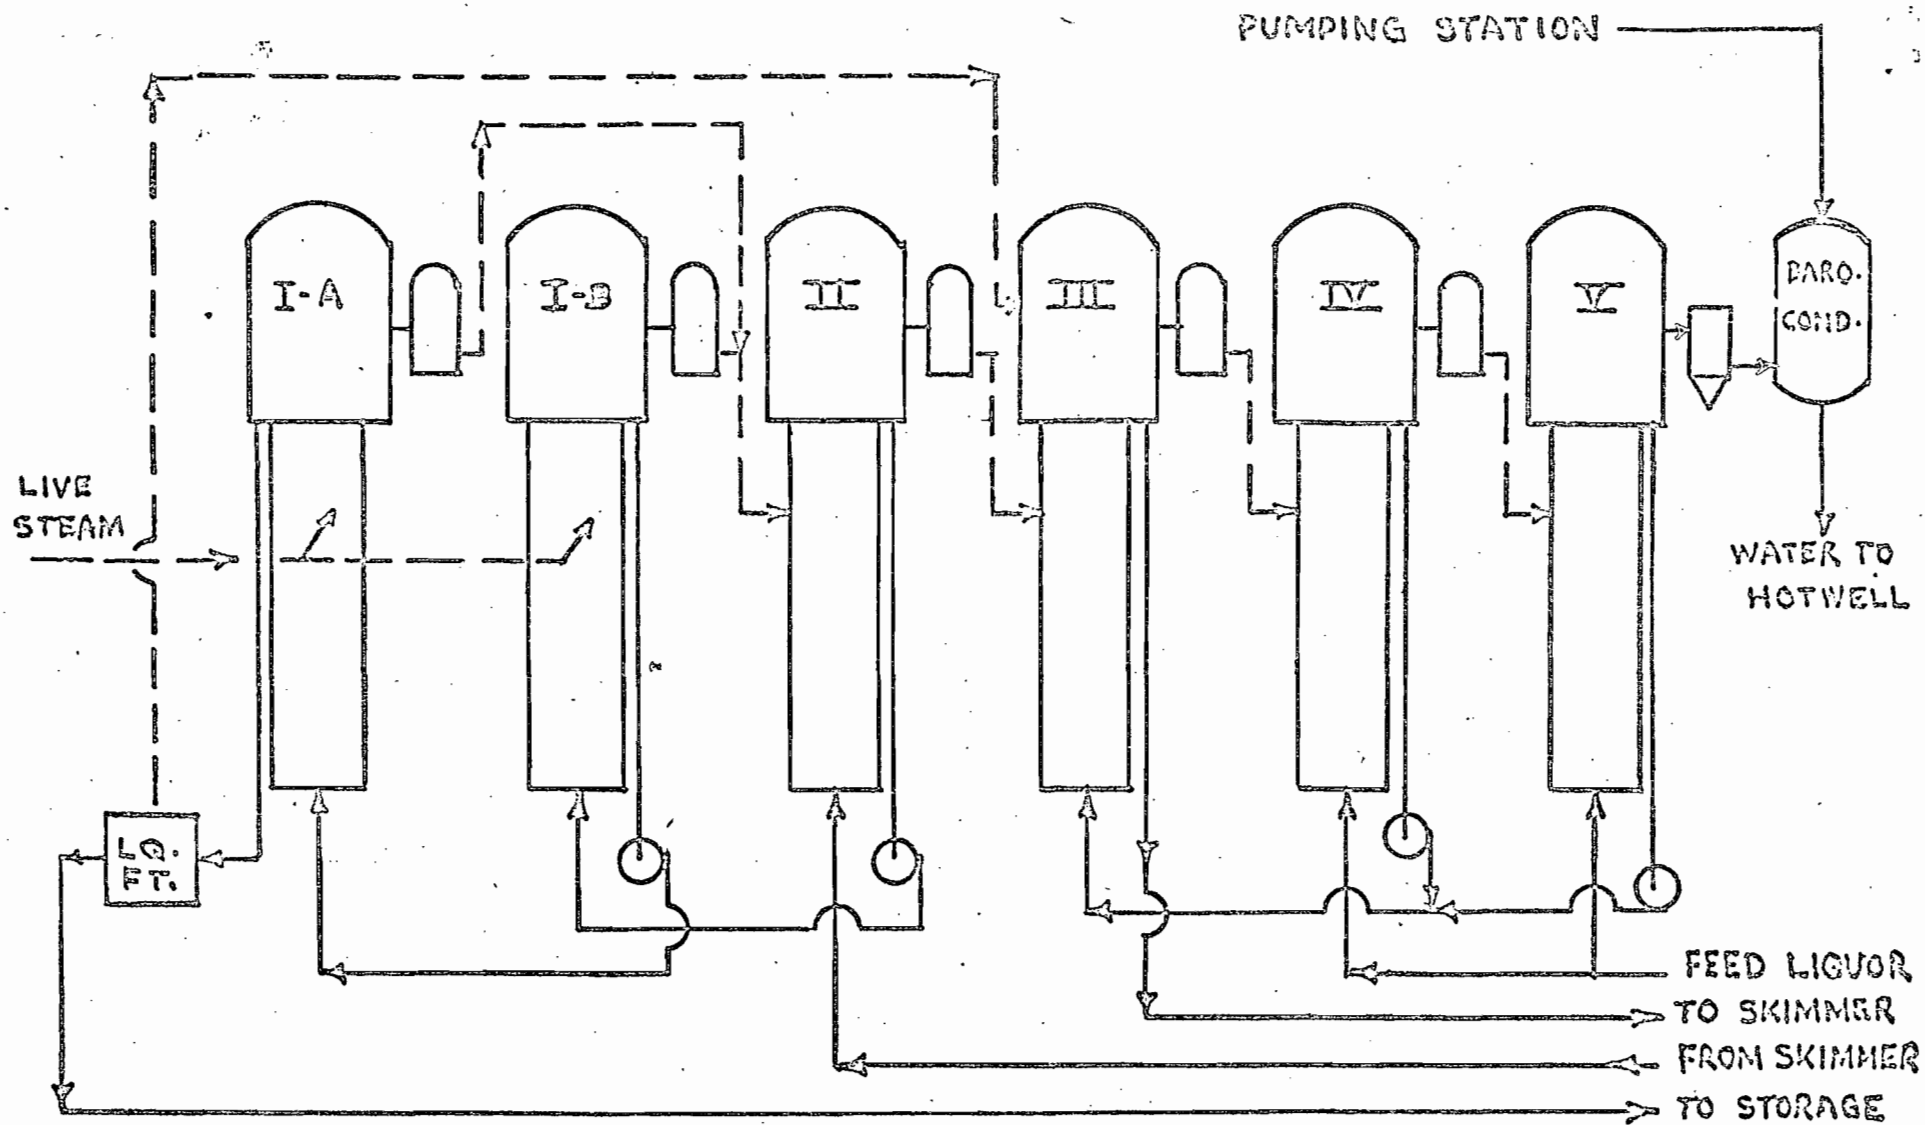 PUMPING STATION
I-A
I-B
II
III
IV
V
BARO.
COND.
LIVE
STEAM
WATER TO
HOTWELL
LQ.
FT.
FEED LIQUOR
TO SKIMMER
FROM SKIMMER
TO STORAGE